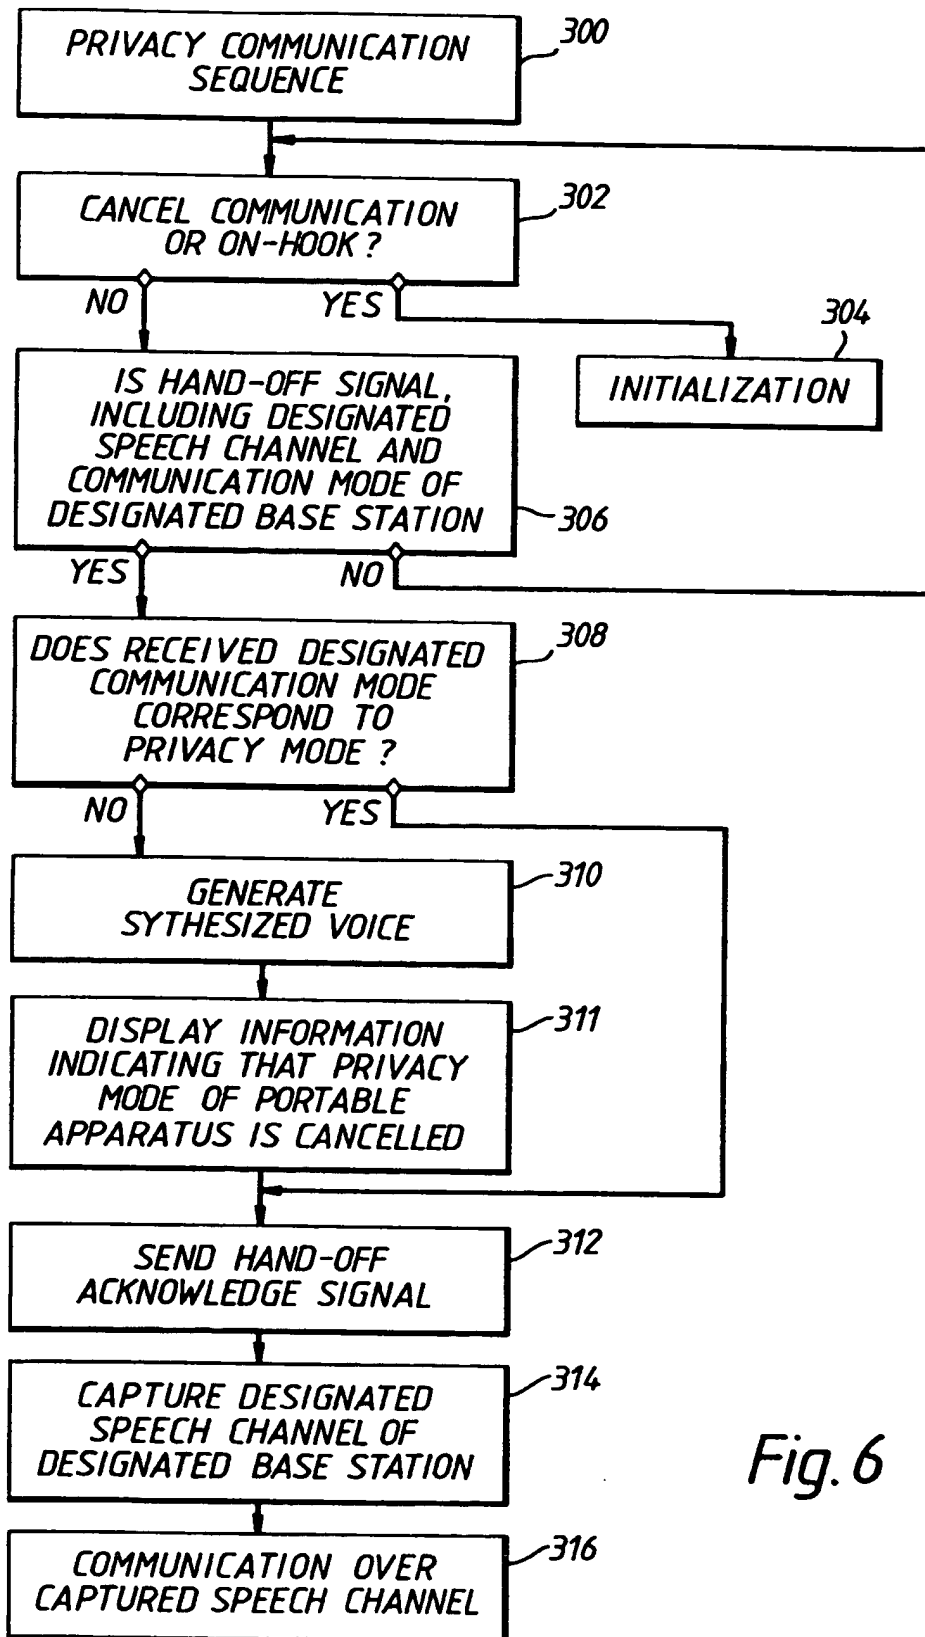 PRIVACY COMMUNICATION
SEQUENCE
300
CANCEL COMMUNICATION
OR ON-HOOK?
302
NO
YES
304
INITIALIZATION
IS HAND-OFF SIGNAL,
INCLUDING DESIGNATED
SPEECH CHANNEL AND
COMMUNICATION MODE OF
DESIGNATED BASE STATION
306
YES
NO
DOES RECEIVED DESIGNATED
COMMUNICATION MODE
CORRESPOND TO
PRIVACY MODE ?
308
NO
YES
GENERATE
SYTHESIZED VOICE
310
DISPLAY INFORMATION
INDICATING THAT PRIVACY
MODE OF PORTABLE
APPARATUS IS CANCELLED
311
SEND HAND-OFF
ACKNOWLEDGE SIGNAL
312
CAPTURE DESIGNATED
SPEECH CHANNEL OF
DESIGNATED BASE STATION
314
COMMUNICATION OVER
CAPTURED SPEECH CHANNEL
316
Fig. 6